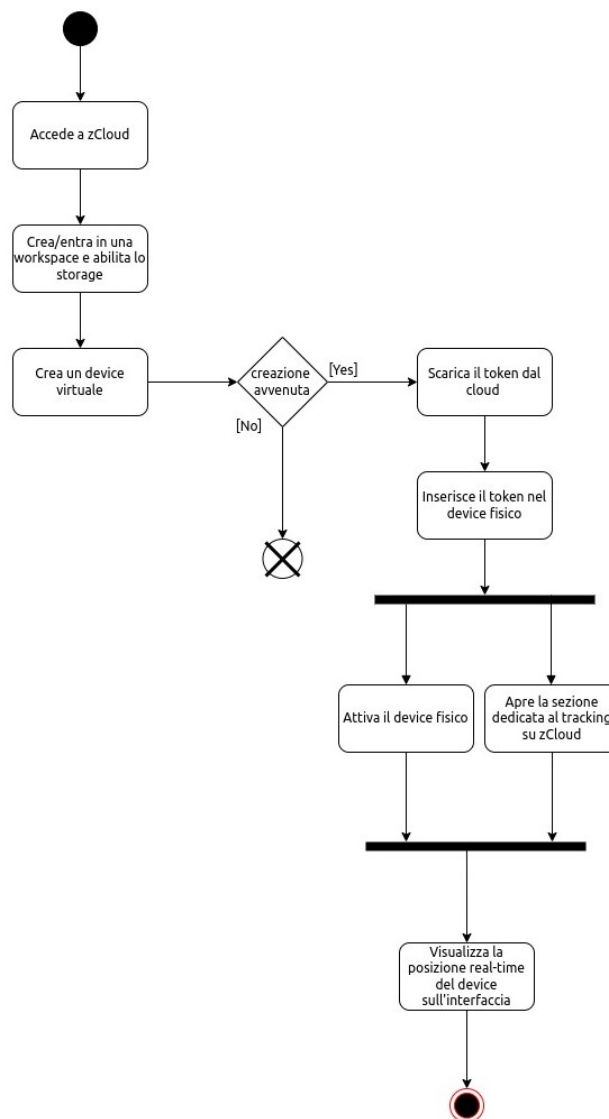 Accede a zCloud
Crea/entra in una
workspace e abilita lo
storage
Crea un device
virtuale
creazione
avvenuta
[Yes]
[No]
Scarica il token dal
cloud
Inserisce il token nel
device fisico
Attiva il device fisico
Apre la sezione
dedicata al tracking
su zCloud
Visualizza la
posizione real-time
del device
sull'interfaccia